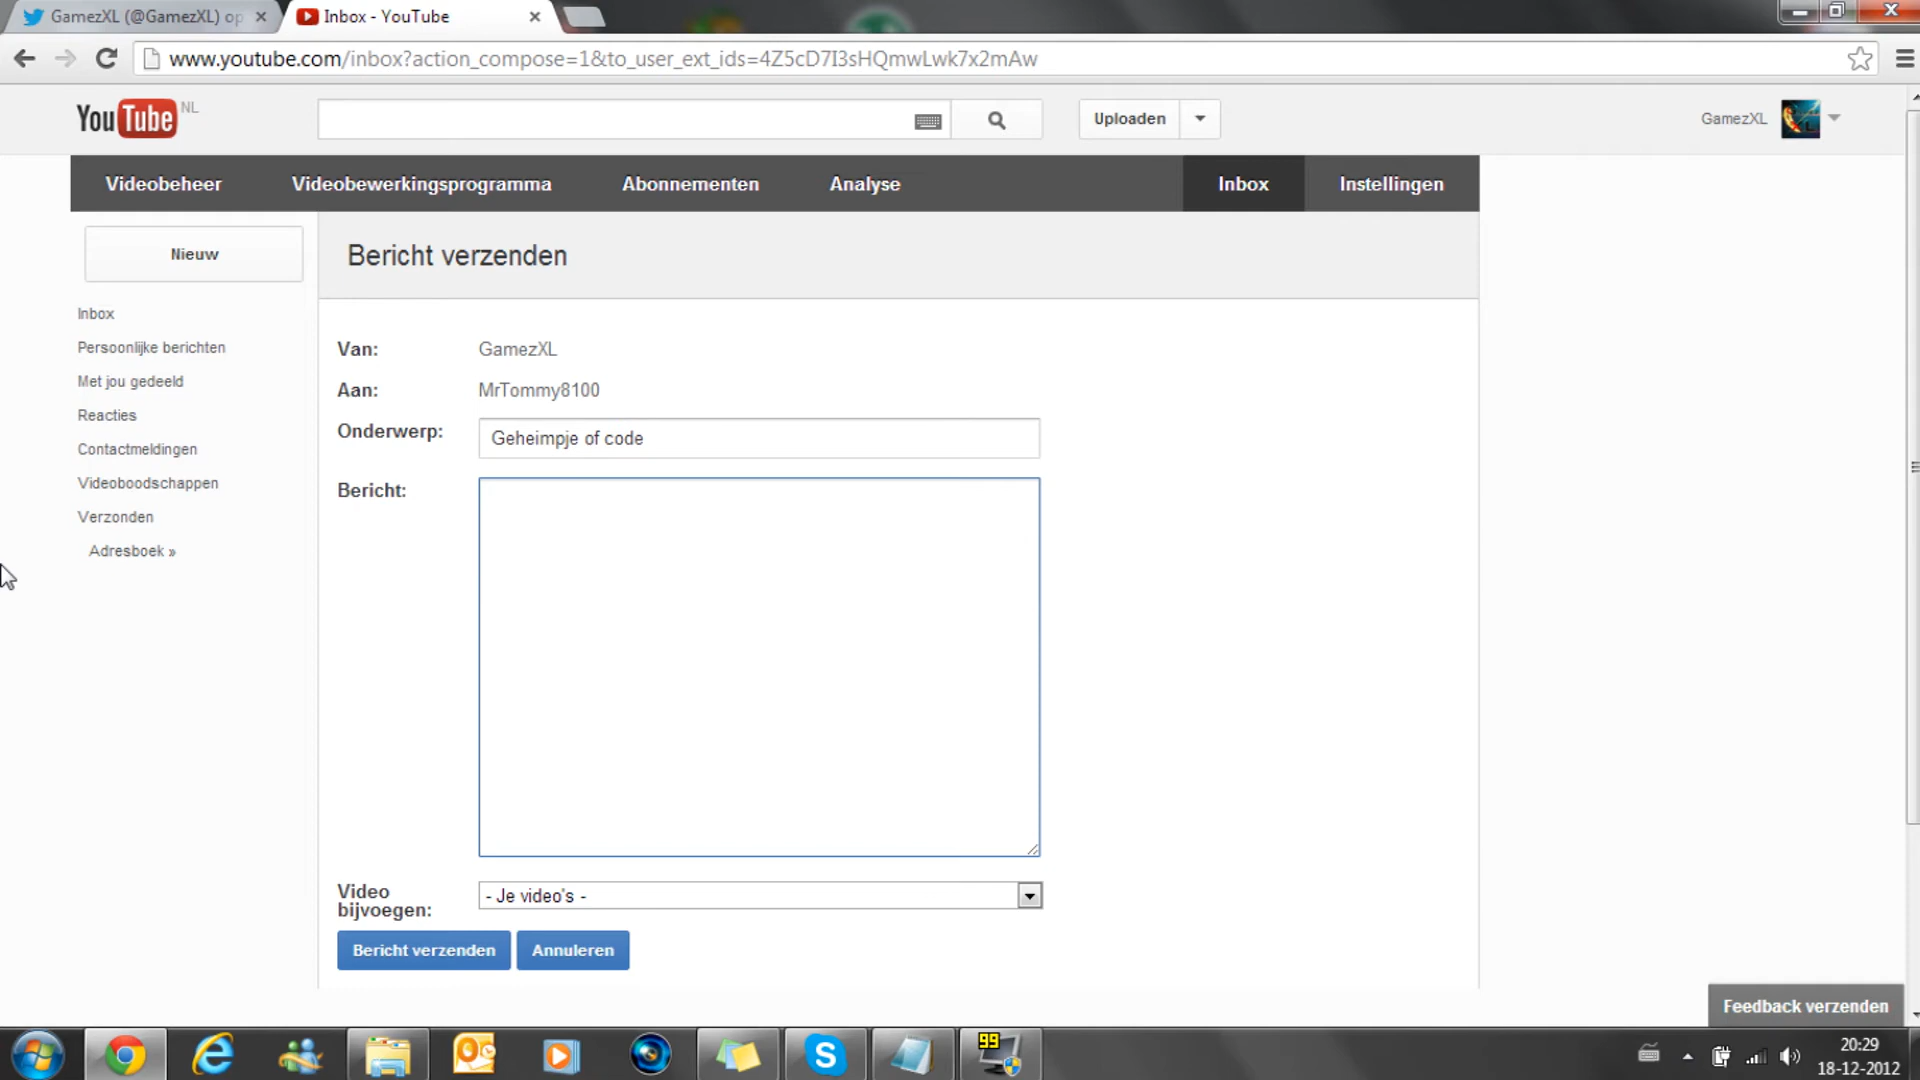 GamezXL (@GamezXL) op
Inbox - YouTube
www.youtube.com/inbox?action_compose=1&to_user_ext_ids=4Z5cD7I3sHQmwLwk7x2mAw
YouTube NL
Uploaden
GamezXL
Videobeheer Videobewerkingsprogramma Abonnementen Analyse Inbox Instellingen
Nieuw
Bericht verzenden
Inbox
Persoonlijke berichten
Met jou gedeeld
Reacties
Contactmeldingen
Videoboodschappen
Verzonden
Adresboek »
Van: GamezXL
Aan: MrTommy8100
Onderwerp: Geheimpje of code
Bericht:
Video
bijvoegen:
- Je video's -
Bericht verzenden Annuleren
Feedback verzenden
99
20:29
18-12-2012